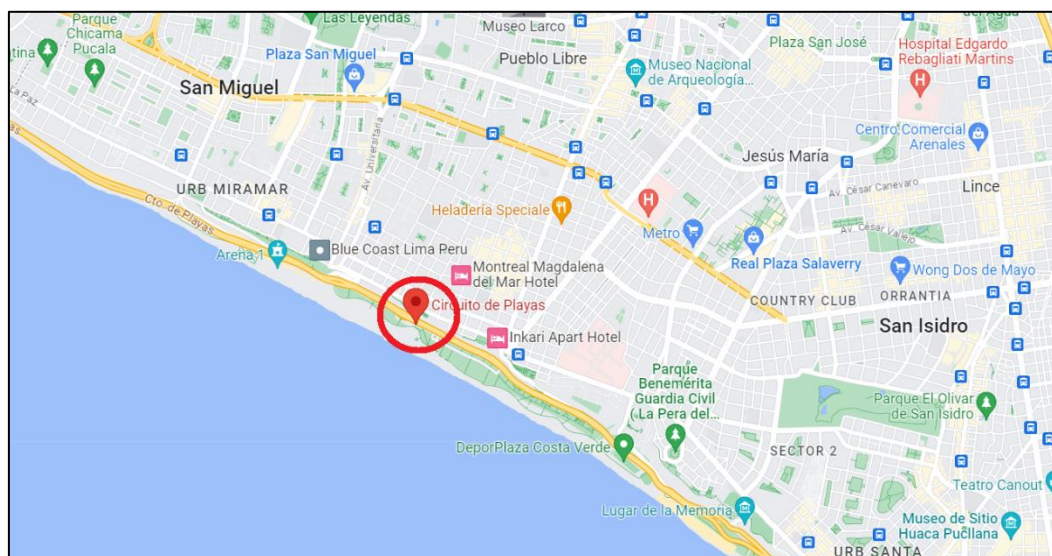 Parque
Chicama
Pucala
Las Leyendas
Museo Larco
Plaza San Miguel
Pueblo Libre
Plaza San José
Hospital Edgardo
Rebagliati Martins
San Miguel
Museo Nacional
de Arqueología...
La Paz
Av. Universitaria
Centro Comercial
Arenales
Jesús María
Av. César Canevaro
Lince
URB MIRAMAR
Cto. de Playas
Heladería Speciale
Av. César Vallejo
Metro
Arena 1
Blue Coast Lima Peru
Real Plaza Salaverry
Wong Dos de Mayo
Montreal Magdalena
del Mar Hotel
Circuito de Playas
COUNTRY CLUB
ORRANTIA
San Isidro
Inkari Apart Hotel
Parque
Benemérita
Guardia Civil
( La Pera del...
Parque El Olivar
de San Isidro
DeporPlaza Costa Verde
SECTOR 2
Teatro Canout
Lugar de la Memoria
Museo de Sitio
Huaca Pucllana
URB SANTA